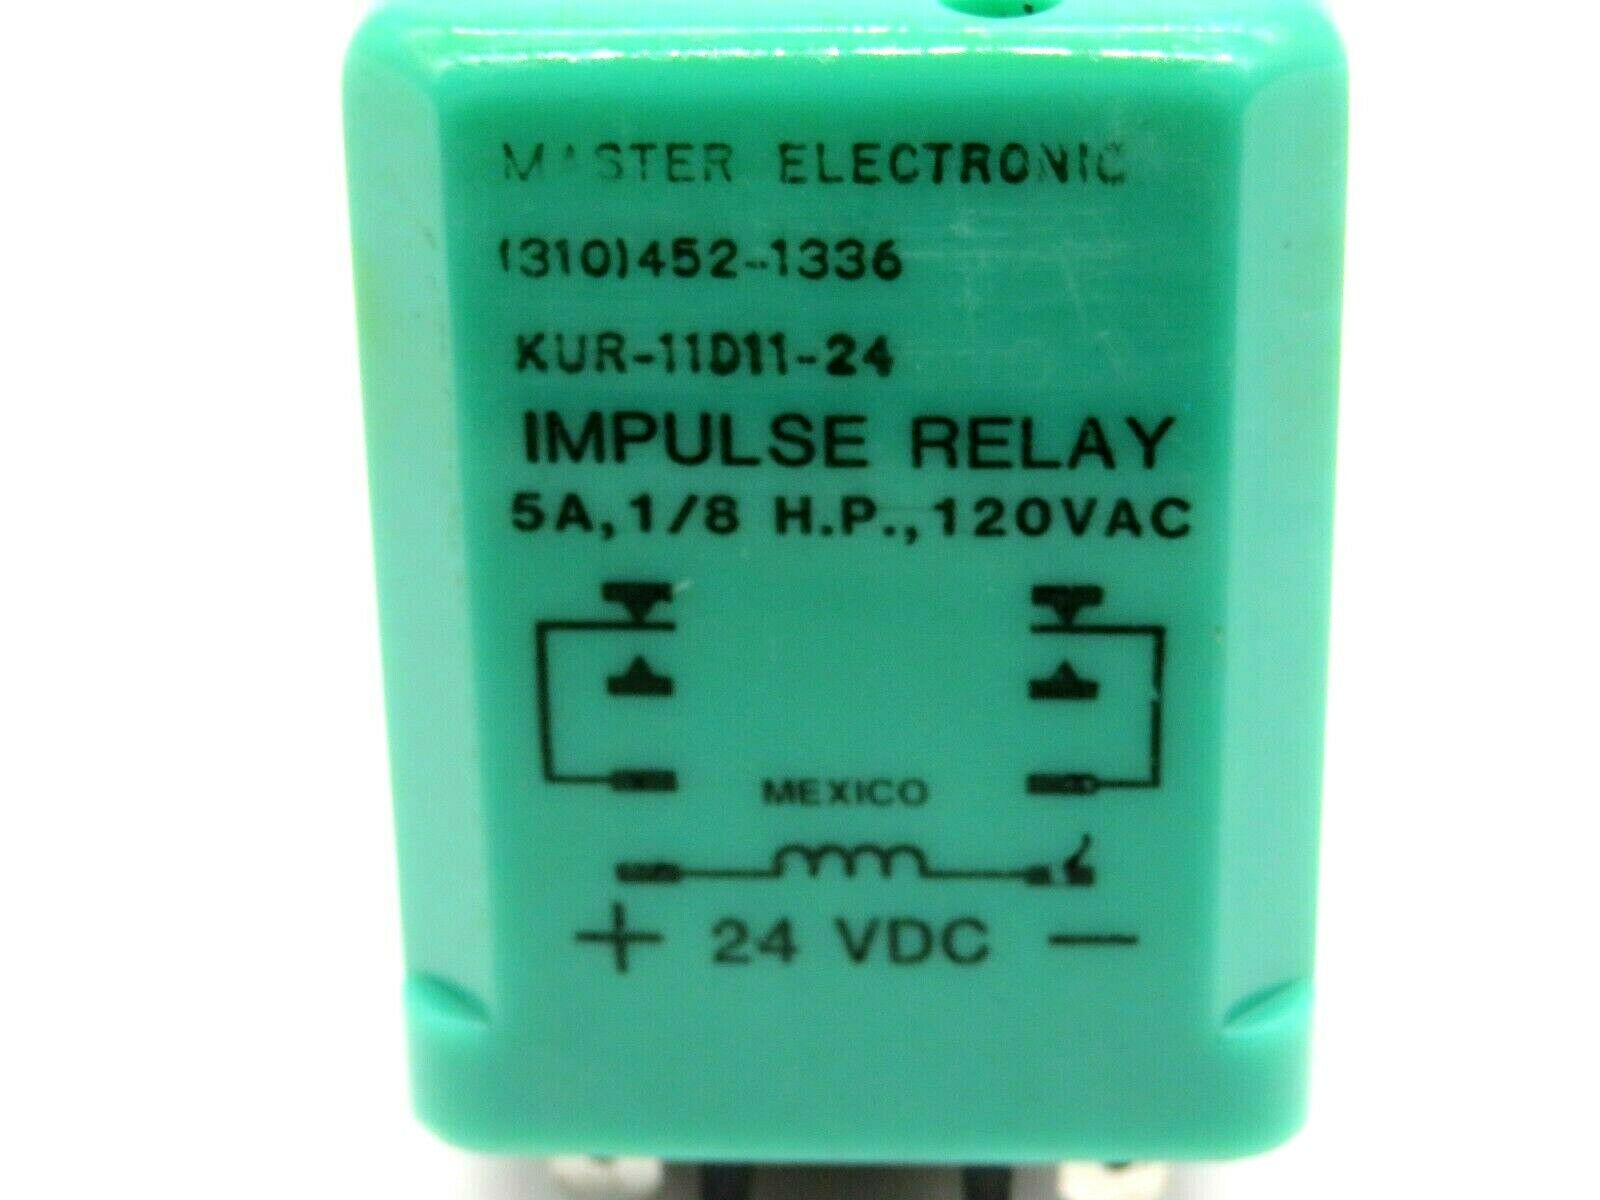 MASTER ELECTRONIC
(310)452-1336
KUR-11D11-24
IMPULSE RELAY
5A, 1/8 H.P., 120VAC
MEXICO
+ 24 VDC −